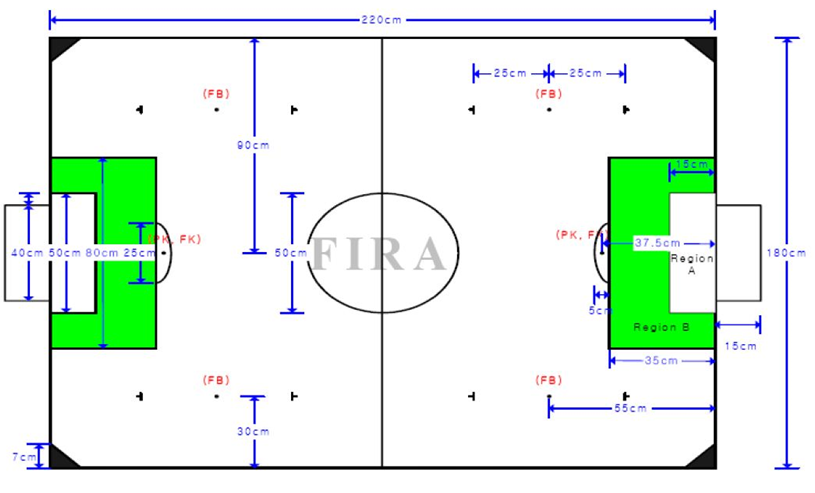 220cm
25cm 25cm
(FB) (FB)
90cm
15cm
(PK, FK) (PK, F
37.5cm
40cm 50cm 80cm 25cm 50cm FIRA 180cm
Region
A
5cm
Region B
15cm
35cm
(FB) (FB)
55cm
30cm
7cm